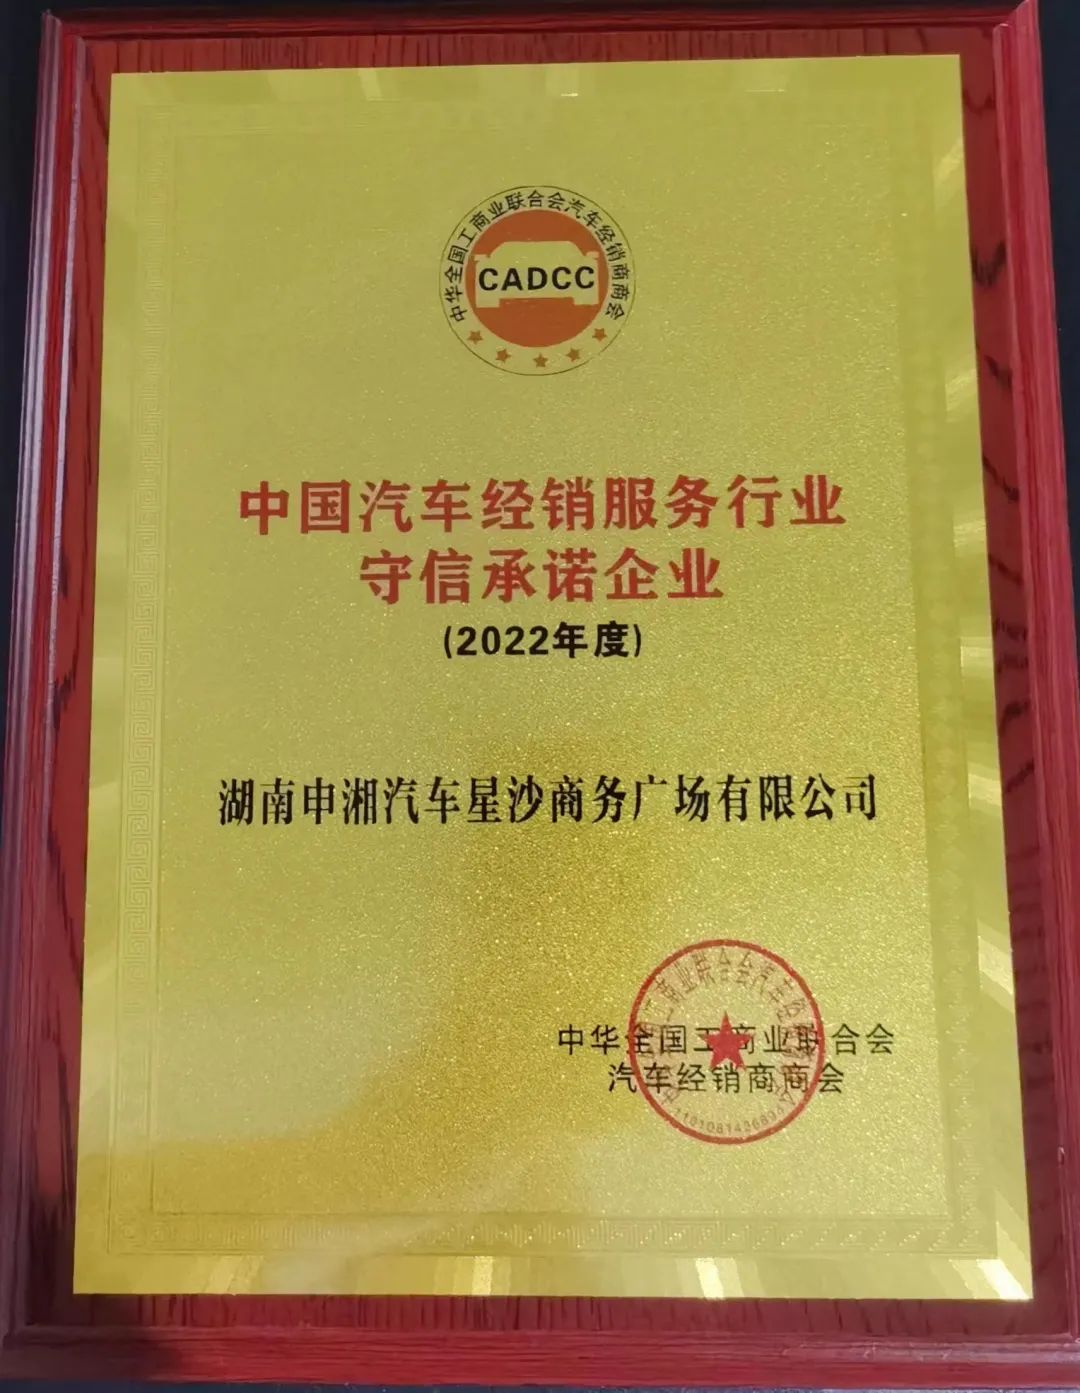 中华全国工商业联合会汽车经销商商会
CADCC
中国汽车经销服务行业
守信承诺企业
(2022年度)
湖南申湘汽车星沙商务广场有限公司
中华全国工商业联合会
汽车经销商商会